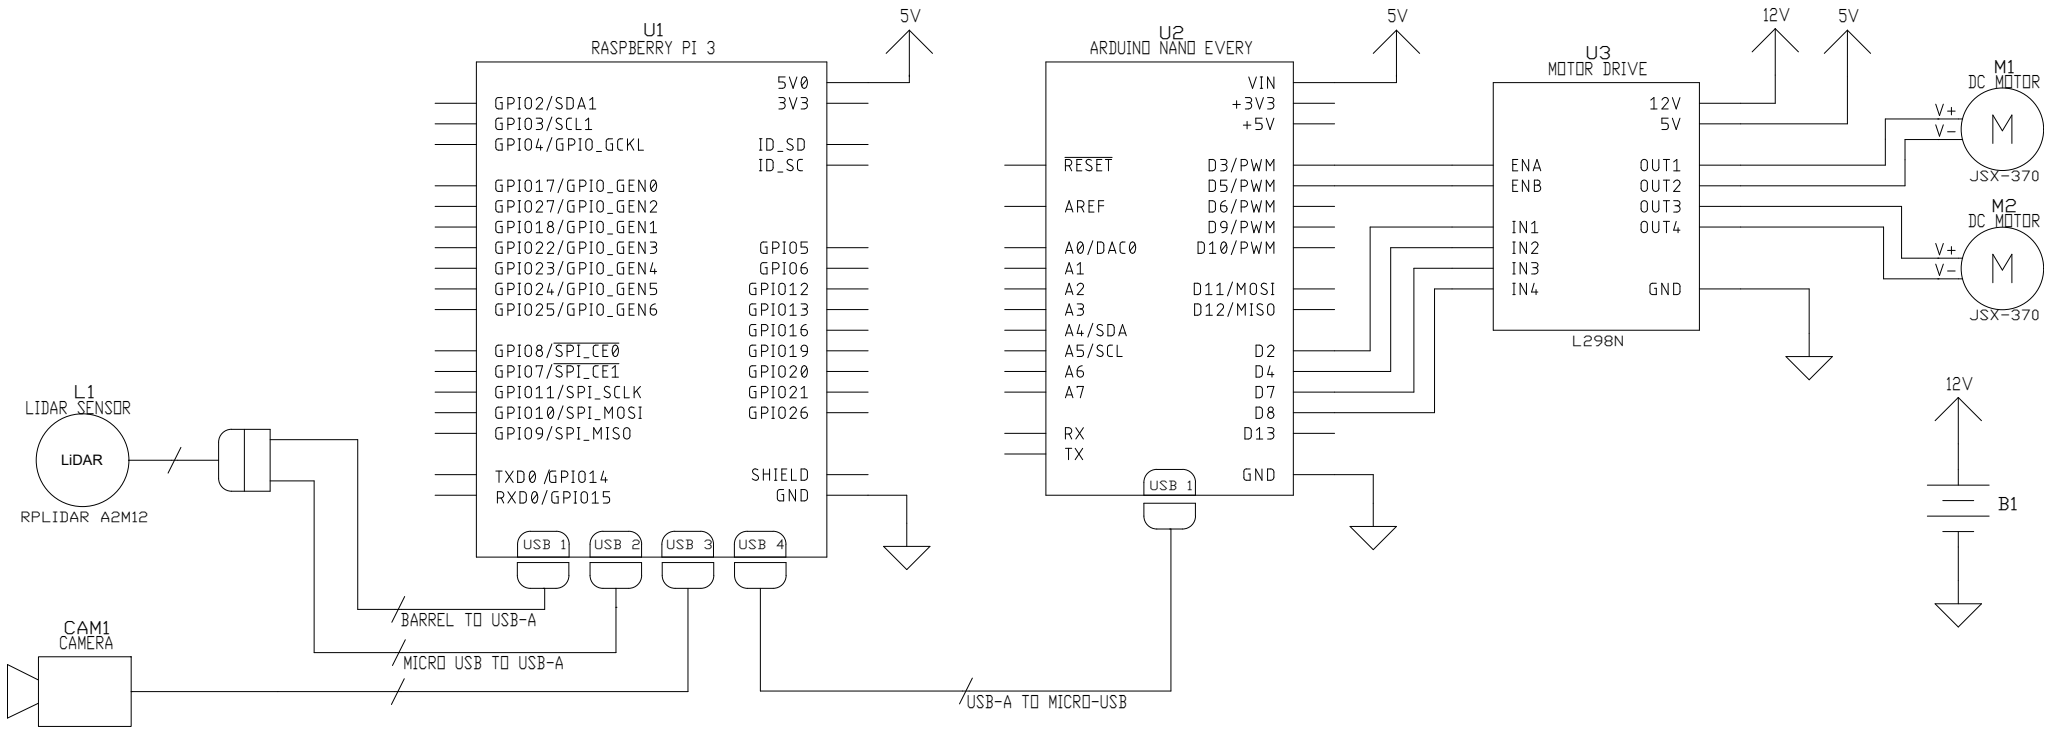 U1
RASPBERRY PI 3
5V
5V0
3V3
GPIO2/SDA1
GPIO3/SCL1
GPIO4/GPIO_GCKL
ID_SD
ID_SC
GPIO17/GPIO_GEN0
GPIO27/GPIO_GEN2
GPIO18/GPIO_GEN1
GPIO22/GPIO_GEN3
GPIO23/GPIO_GEN4
GPIO24/GPIO_GEN5
GPIO25/GPIO_GEN6
GPIO8/SPI_CE0
GPIO7/SPI_CE1
GPIO11/SPI_SCLK
GPIO10/SPI_MOSI
GPIO9/SPI_MISO
TXD0/GPIO14
RXD0/GPIO15
GPIO5
GPIO6
GPIO12
GPIO13
GPIO16
GPIO19
GPIO20
GPIO21
GPIO26
SHIELD
GND
USB 1
USB 2
USB 3
USB 4
L1
LIDAR SENSOR
LiDAR
RPLIDAR A2M12
BARREL TO USB-A
MICRO USB TO USB-A
CAM1
CAMERA
USB-A TO MICRO-USB
U2
ARDUINO NANO EVERY
5V
VIN
+3V3
+5V
RESET
AREF
A0/DAC0
A1
A2
A3
A4/SDA
A5/SCL
A6
A7
RX
TX
D3/PWM
D5/PWM
D6/PWM
D9/PWM
D10/PWM
D11/MOSI
D12/MISO
D2
D4
D7
D8
D13
GND
USB 1
U3
MOTOR DRIVE
12V
5V
12V
5V
ENA
ENB
IN1
IN2
IN3
IN4
OUT1
OUT2
OUT3
OUT4
GND
L298N
M1
DC MOTOR
V+
V-
M
JSX-370
M2
DC MOTOR
V+
V-
M
JSX-370
12V
B1